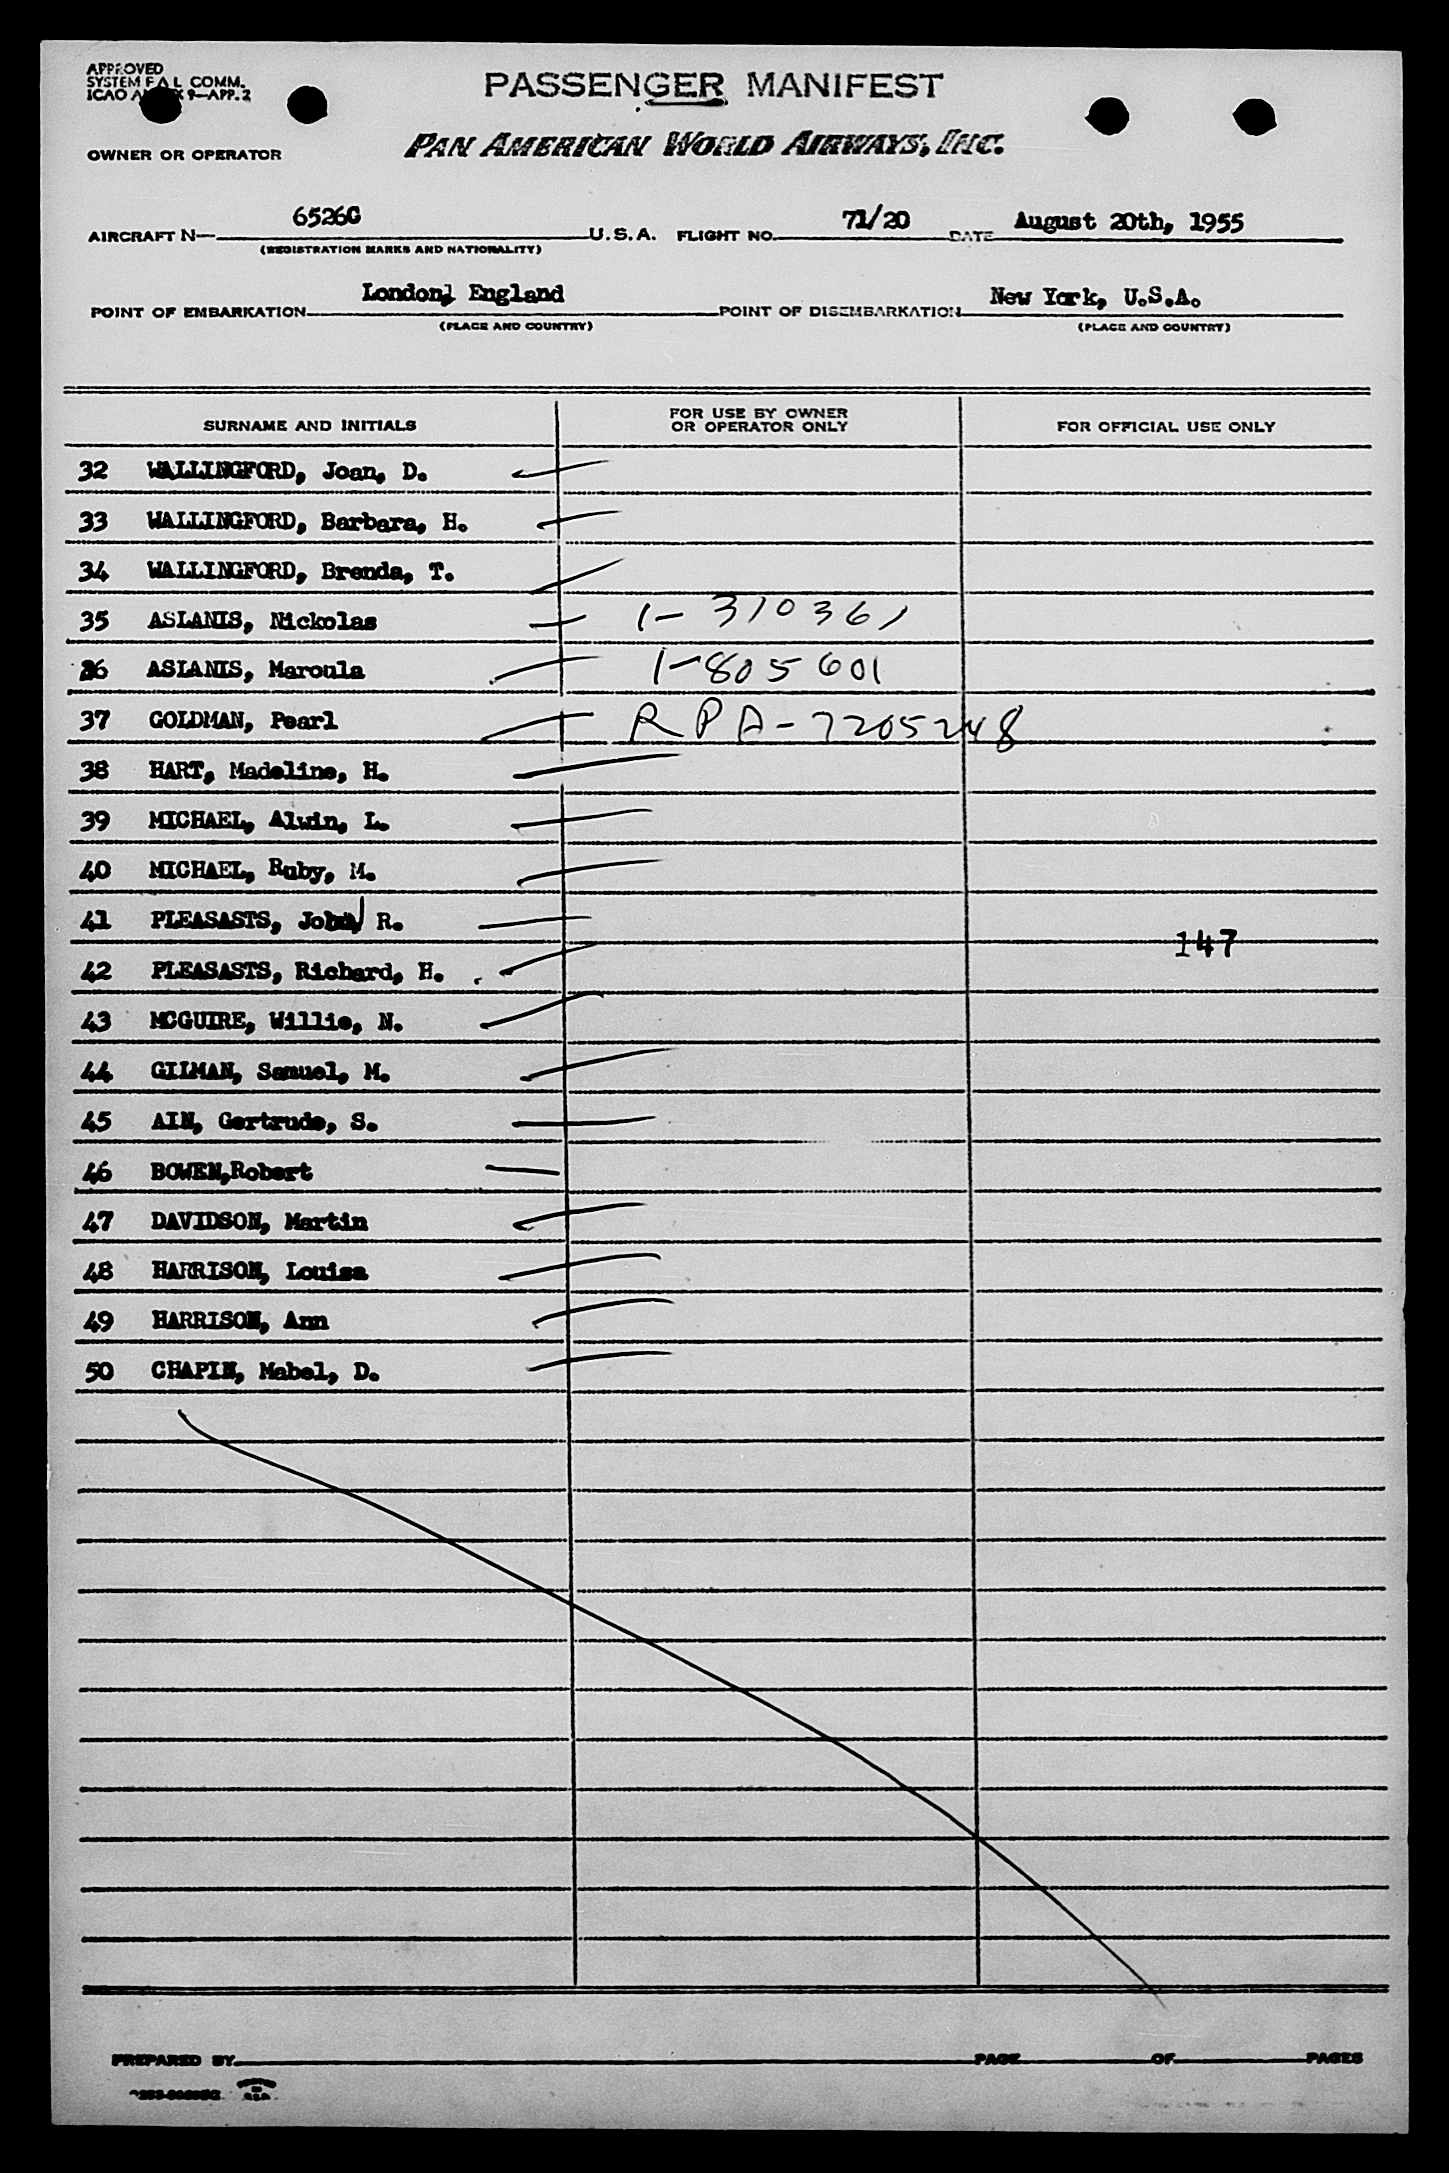 APPROVED
SYSTEM F A L COMM.
ICAO 9—APP. 2
PASSENGER MANIFEST
OWNER OR OPERATOR
PAN AMERICAN WORLD AIRWAYS, INC.
AIRCRAFT N— 6526C U.S.A. FLIGHT NO. 71/20 DATE August 20th, 1955
(REGISTRATION MARKS AND NATIONALITY)
POINT OF EMBARKATION London, England POINT OF DISEMBARKATION New York, U.S.A.
(PLACE AND COUNTRY) (PLACE AND COUNTRY)
SURNAME AND INITIALS FOR USE BY OWNER OR OPERATOR ONLY FOR OFFICIAL USE ONLY
32 WALLINGFORD, Joan, D.
33 WALLINGFORD, Barbara, H.
34 WALLINGFORD, Brenda, T.
35 ASLANIS, Nickolas 1-310361
36 ASLANIS, Maroula 1-805601
37 GOLDMAN, Pearl RPA-7205248
38 HART, Madeline, H.
39 MICHAEL, Alwin, L.
40 MICHAEL, Ruby, M.
41 PLEASASTS, John R.
147
42 PLEASASTS, Richard, H.
43 MCGUIRE, Willie, N.
44 GILMAN, Samuel, M.
45 AIN, Gertrude, S.
46 BOWEN,Robert
47 DAVIDSON, Martin
48 HARRISON, Louisa
49 HARRISON, Ann
50 CHAPIN, Mabel, D.
PREPARED BY PAGE OF PAGES